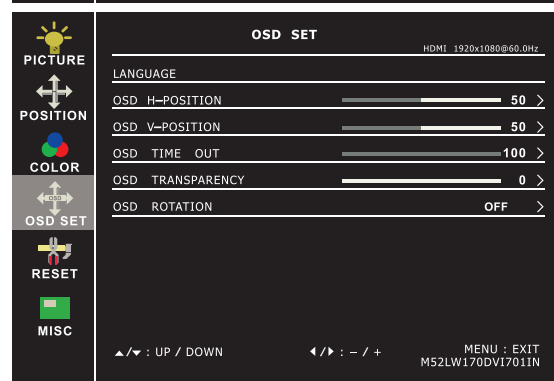 OSD SET
HDMI 1920x1080@60.0Hz
PICTURE
POSITION
COLOR
OSD
OSD SET
RESET
MISC
LANGUAGE
OSD H-POSITION 50
OSD V-POSITION 50
OSD TIME OUT 100
OSD TRANSPARENCY 0
OSD ROTATION OFF
▲/▼ : UP / DOWN ◀/▶ : – / + MENU : EXIT
M52LW170DVI701IN